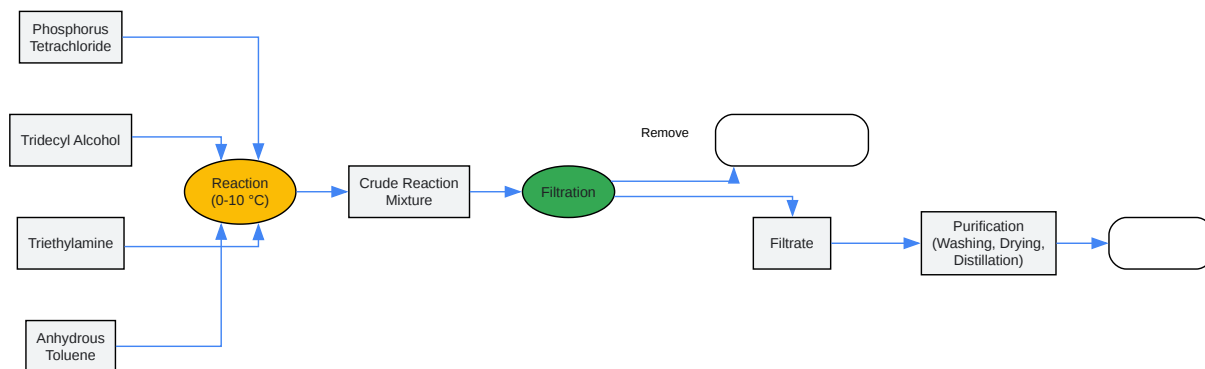 Phosphorus
Tetrachloride
Tridecyl Alcohol
Triethylamine
Anhydrous
Toluene
Reaction
(0-10 °C)
Crude Reaction
Mixture
Filtration
Remove
Filtrate
Purification
(Washing, Drying,
Distillation)